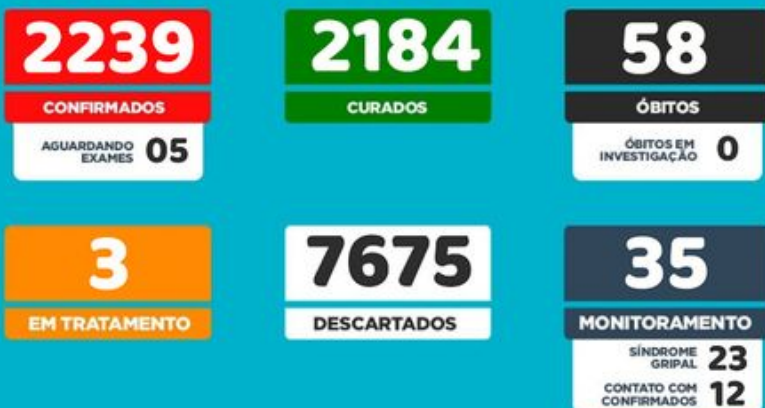 2239
CONFIRMADOS
AGUARDANDO
EXAMES
05
2184
CURADOS
58
ÓBITOS
ÓBITOS EM
INVESTIGAÇÃO
0
3
EM TRATAMENTO
7675
DESCARTADOS
35
MONITORAMENTO
SÍNDROME
GRIPAL
23
CONTATO COM
CONFIRMADOS
12